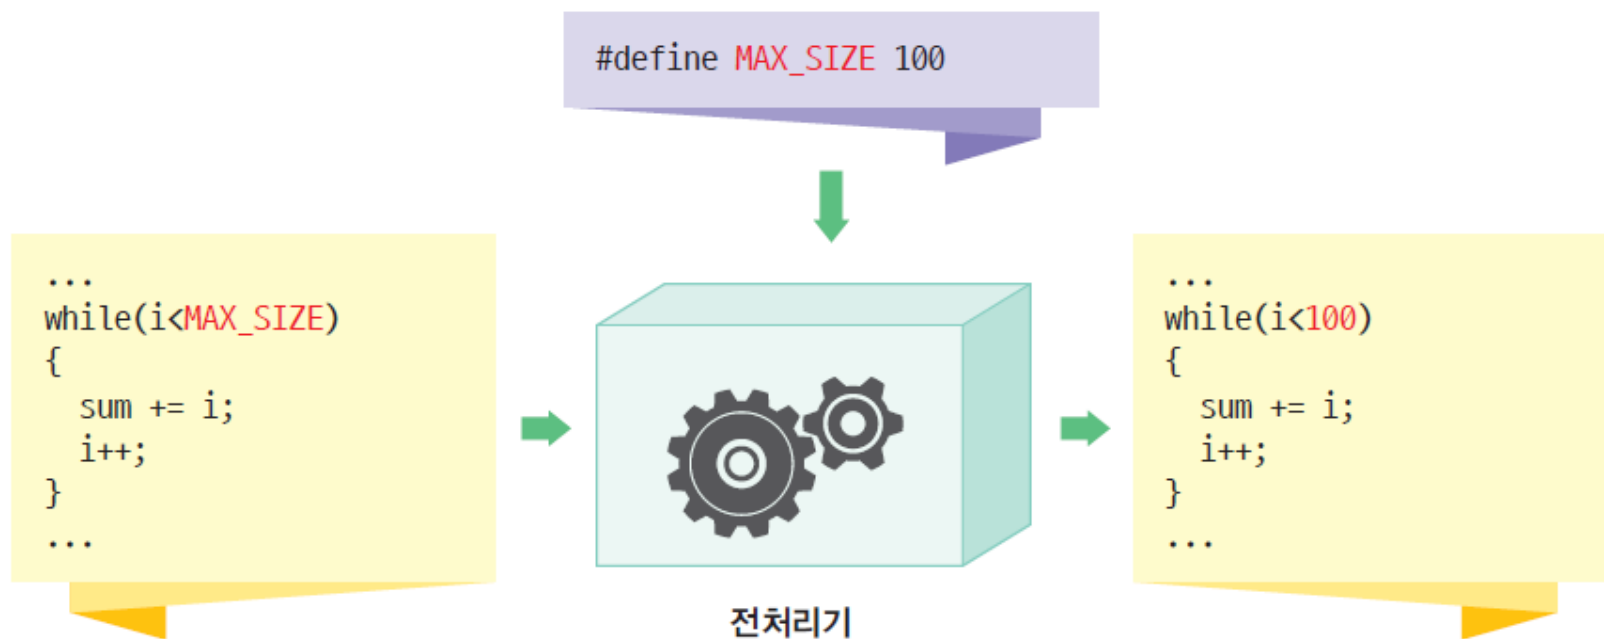 #define MAX_SIZE 100
...
while(i<MAX_SIZE)
{
  sum += i;
  i++;
}
...
전처리기
...
while(i<100)
{
  sum += i;
  i++;
}
...